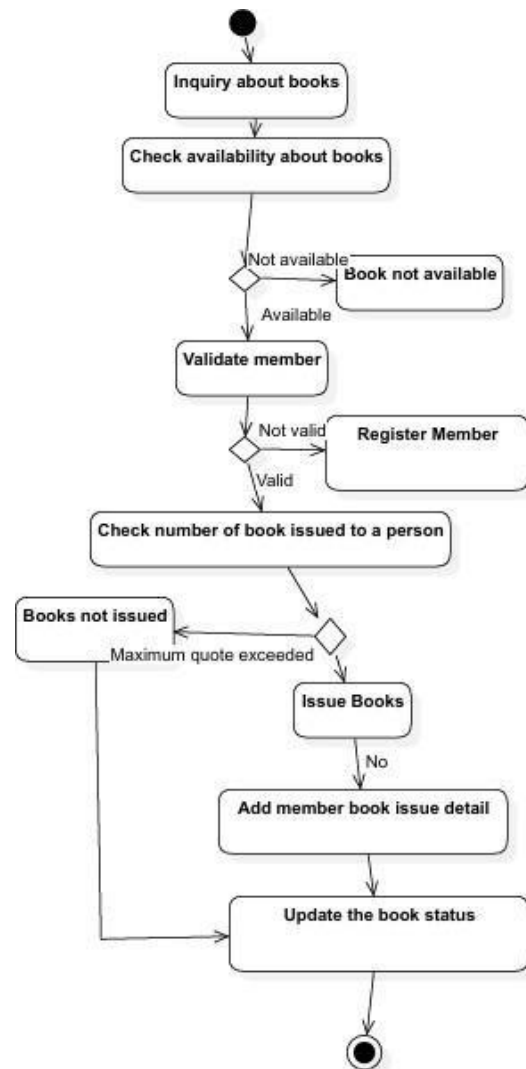 Inquiry about books
Check availability about books
Not available
Book not available
Available
Validate member
Not valid
Register Member
Valid
Check number of book issued to a person
Books not issued
Maximum quote exceeded
Issue Books
No
Add member book issue detail
Update the book status